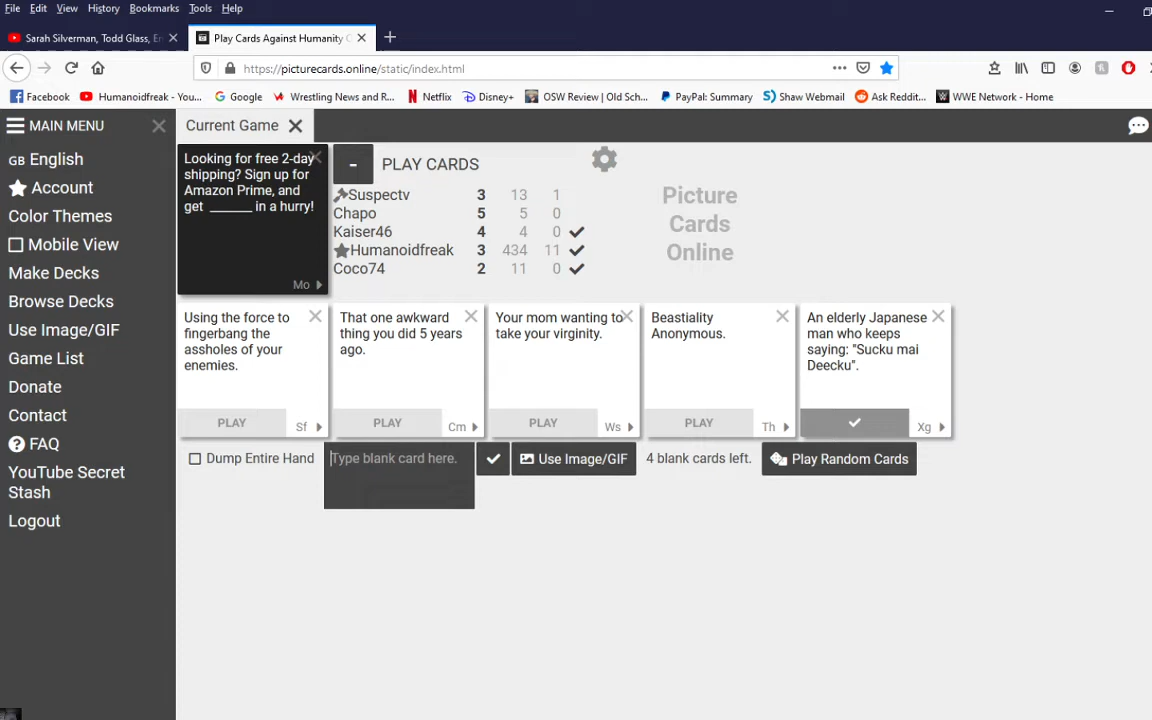 File Edit View History Bookmarks Tools Help
Sarah Silverman, Todd Glass, E
Play Cards Against Humanity
https://picturecards.online/static/index.html
Facebook Humanoidfreak - You... Google Wrestling News and R... Netflix Disney+ OSW Review | Old Sch... PayPal: Summary Shaw Webmail Ask Reddit... WWE Network - Home
MAIN MENU
Current Game
GB English
Account
Color Themes
Mobile View
Make Decks
Browse Decks
Use Image/GIF
Game List
Donate
Contact
FAQ
YouTube Secret
Stash
Logout
Looking for free 2-day
shipping? Sign up for
Amazon Prime, and
get _______ in a hurry!
Mo
- PLAY CARDS
Suspectv 3 13 1
Chapo 5 5 0
Kaiser46 4 4 0
Humanoidfreak 3 434 11
Coco74 2 11 0
Picture
Cards
Online
Using the force to
fingerbang the
assholes of your
enemies.
PLAY Sf
That one awkward
thing you did 5 years
ago.
PLAY Cm
Your mom wanting to
take your virginity.
PLAY Ws
Beastiality
Anonymous.
PLAY Th
An elderly Japanese
man who keeps
saying: "Sucku mai
Deecku".
Xg
Dump Entire Hand
Type blank card here.
Use Image/GIF
4 blank cards left.
Play Random Cards